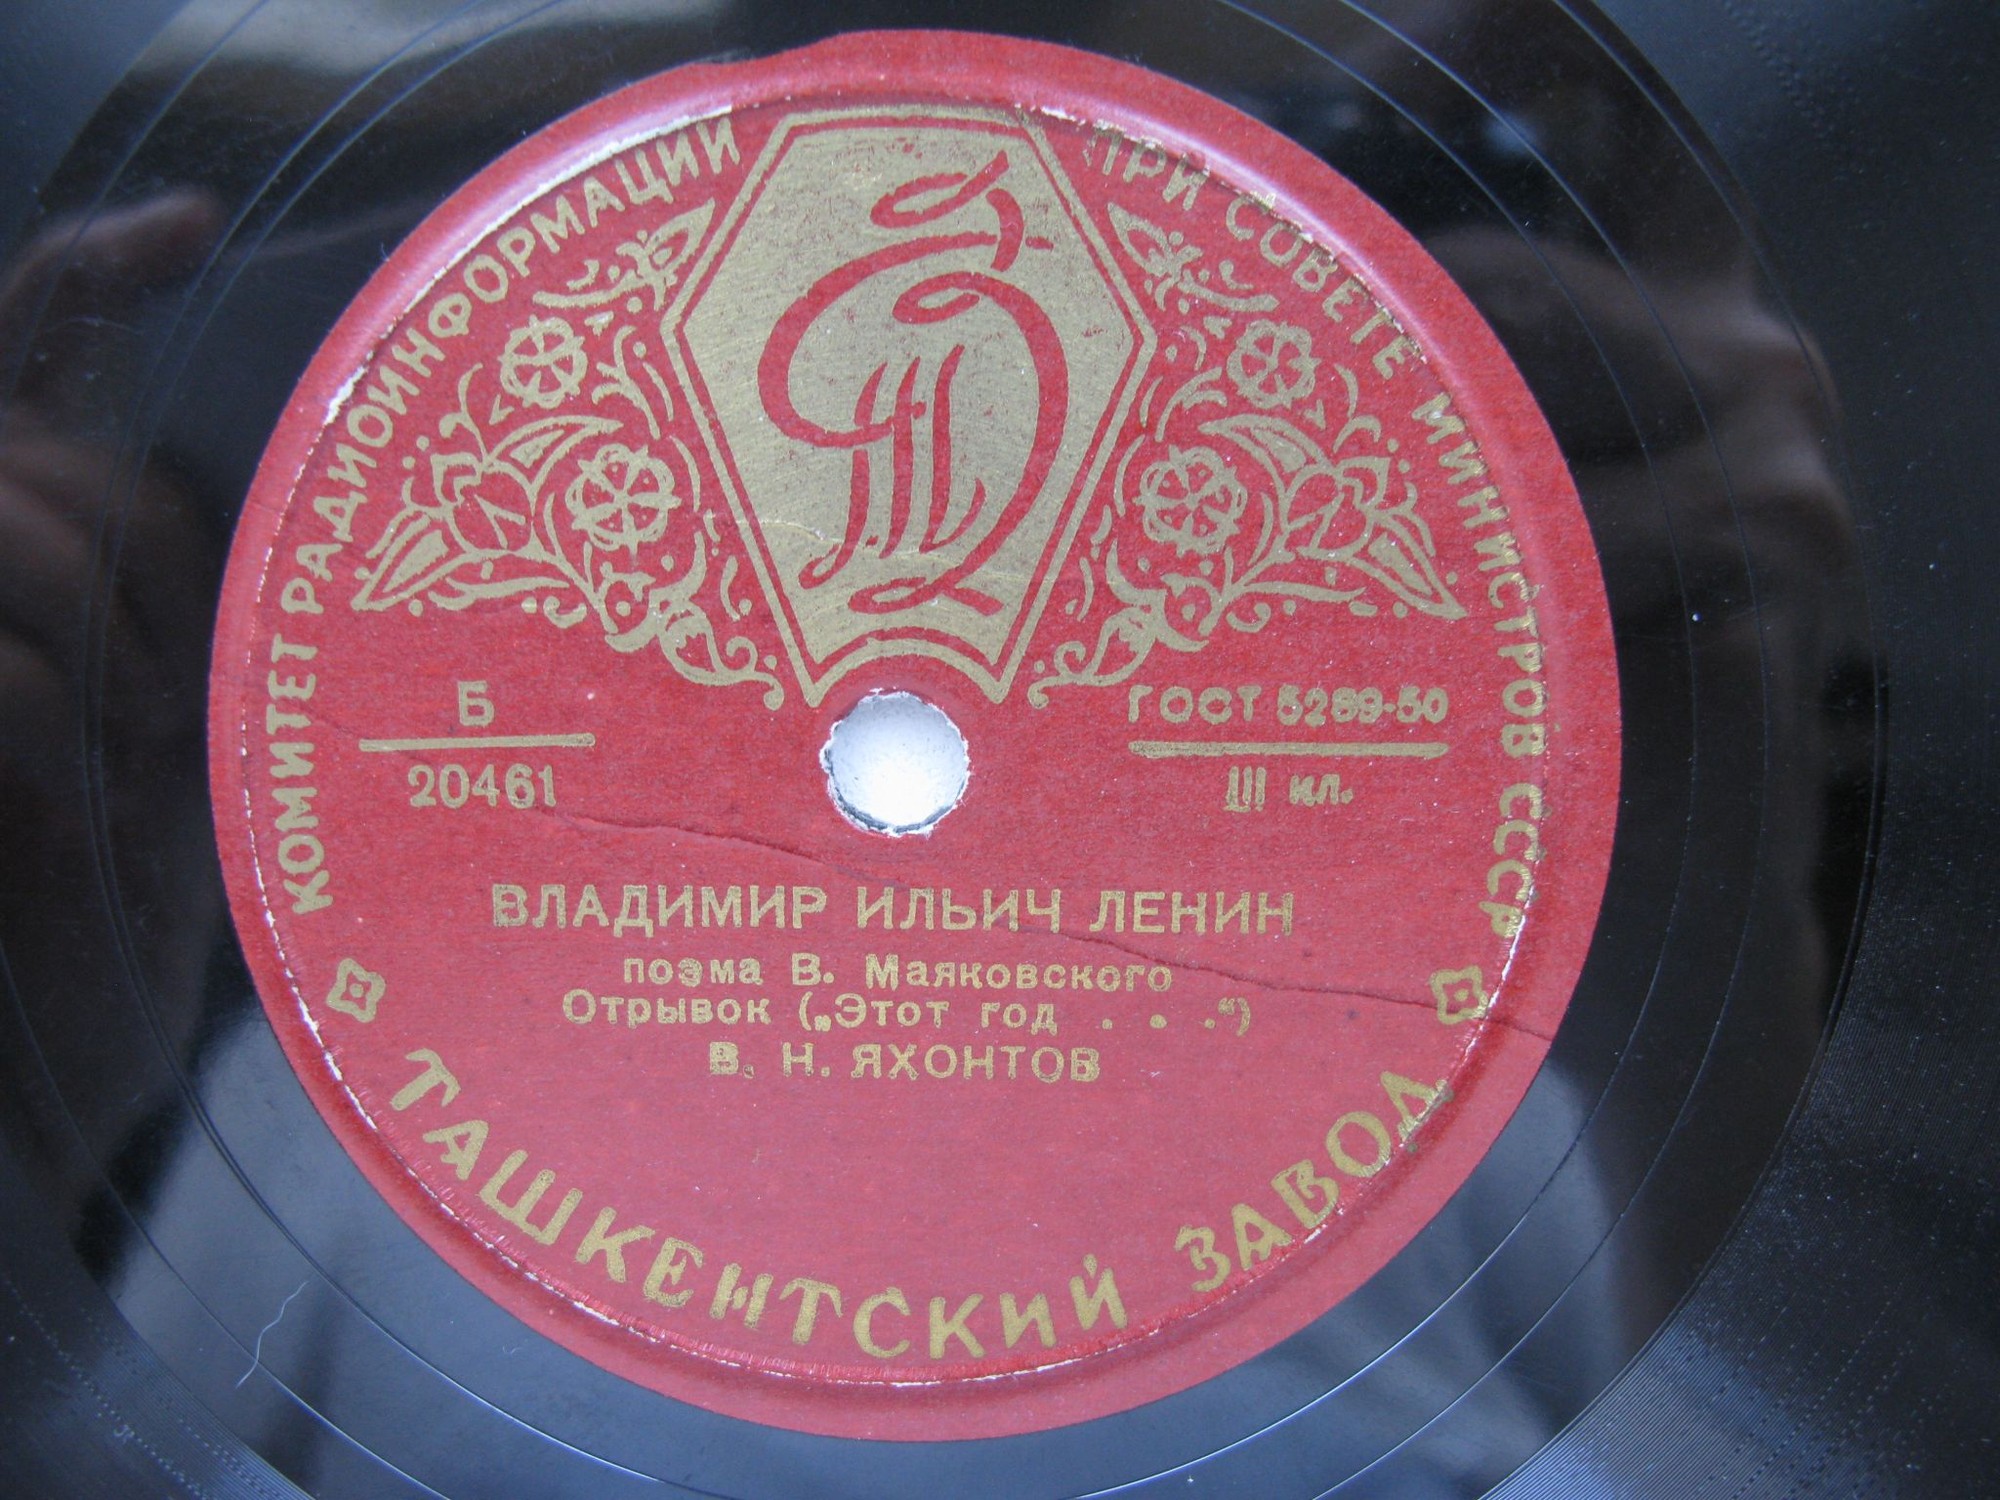 КОМИТЕТ РАДИОИНФОРМАЦИИ ПРИ СОВЕТЕ МИНИСТРОВ СССР
Б
20461
ГОСТ 5289-50
III кл.
ВЛАДИМИР ИЛЬИЧ ЛЕНИН
поэма В. Маяковского
Отрывок („Этот год . . .“)
В. Н. ЯХОНТОВ
ТАШКЕНТСКИЙ ЗАВОД